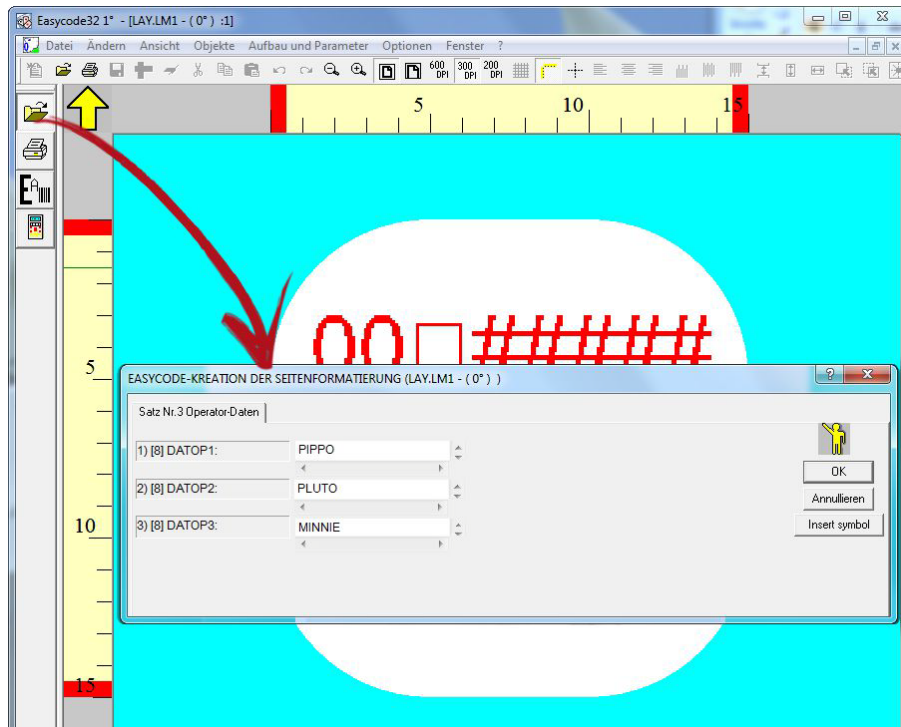 Easycode32 1° - [LAY.LM1 - ( 0° ) :1]
Datei Ändern Ansicht Objekte Aufbau und Parameter Optionen Fenster ?
600 DPI 300 DPI 200 DPI
5 10 15
E A
00□######
5
EASYCODE-KREATION DER SEITENFORMATIERUNG (LAY.LM1 - ( 0° ) )
Satz Nr.3 Operator-Daten
1) [8] DATOP1: PIPPO
OK
2) [8] DATOP2: PLUTO
Annullieren
3) [8] DATOP3: MINNIE
Insert symbol
10
15